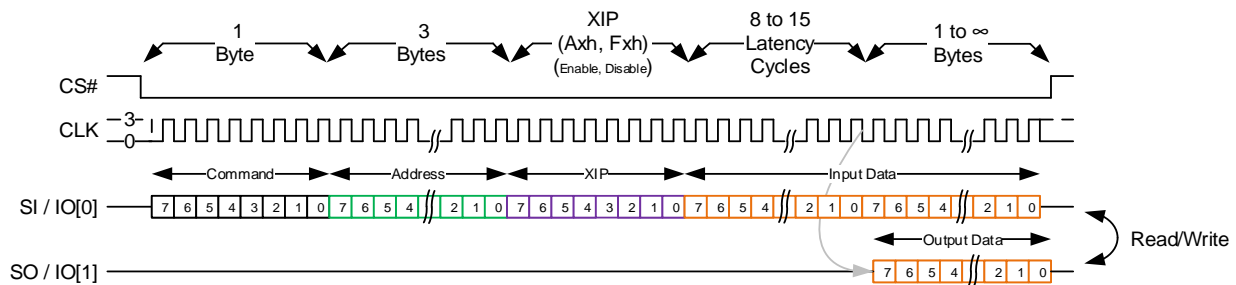 1 Byte
3 Bytes
XIP (Axh, Fxh) (Enable, Disable)
8 to 15 Latency Cycles
1 to ∞ Bytes
CS#
CLK 3 0
Command Address XIP Input Data
SI / IO[0] 7 6 5 4 3 2 1 0 7 6 5 4 2 1 0 7 6 5 4 3 2 1 0 7 6 5 4 2 1 0 7 6 5 4 2 1 0
Output Data Read/Write
SO / IO[1] 7 6 5 4 2 1 0